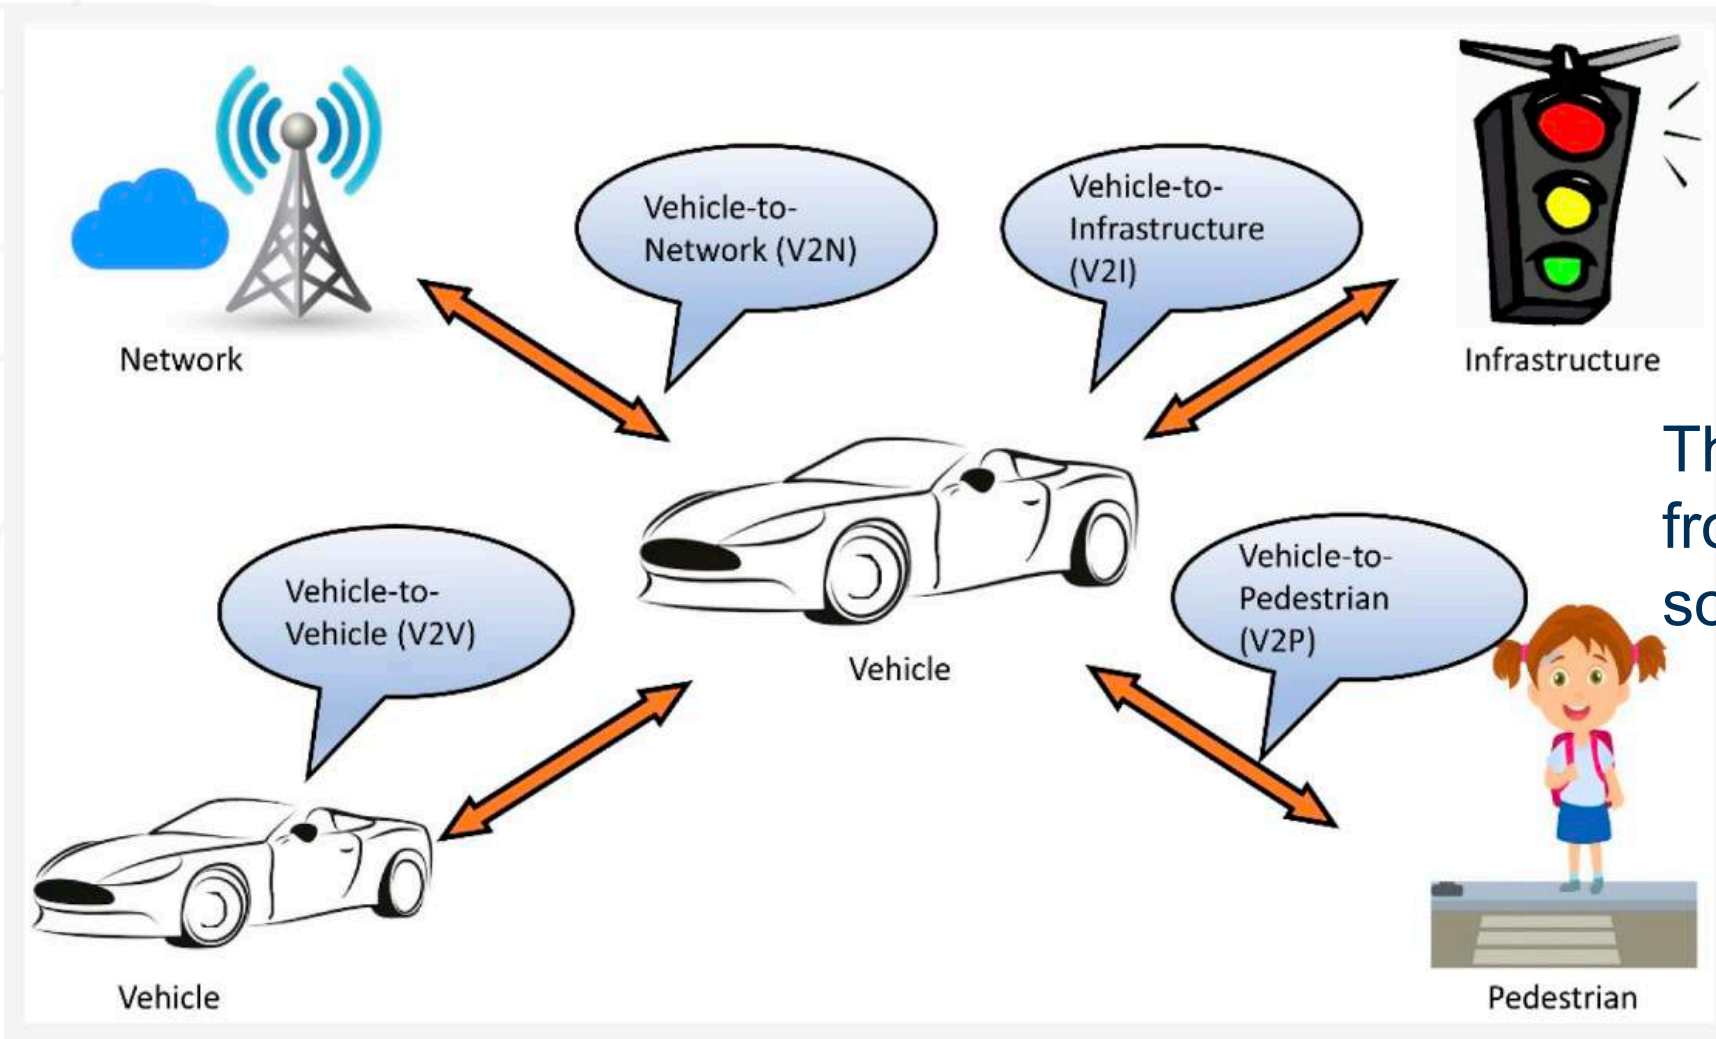 Vehicle-to-
Network (V2N)
Vehicle-to-
Infrastructure
(V2I)
Network
Infrastructure
Vehicle-to-
Vehicle (V2V)
Vehicle-to-
Pedestrian
(V2P)
Vehicle
Vehicle
Pedestrian